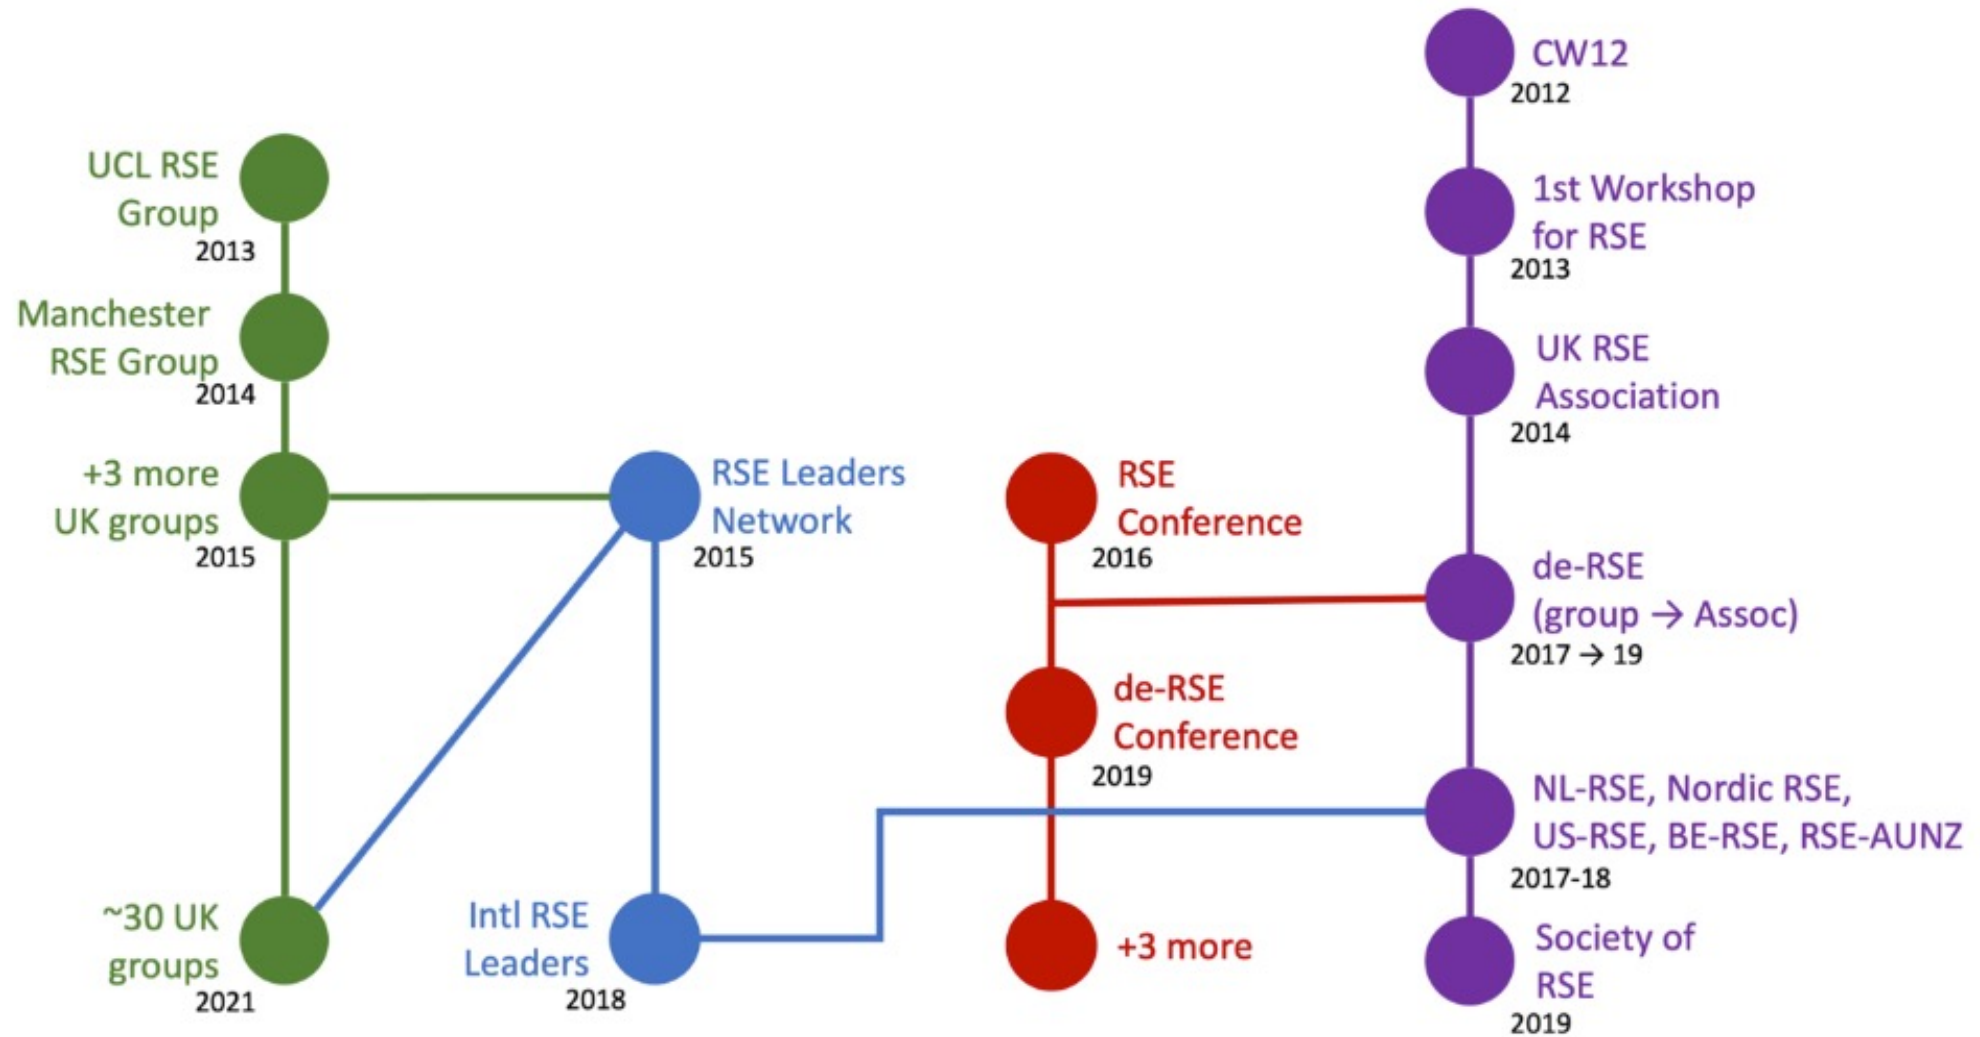 UCL RSE
Group
2013
Manchester
RSE Group
2014
+3 more
UK groups
2015
~30 UK
groups
2021
RSE Leaders
Network
2015
Intl RSE
Leaders
2018
RSE
Conference
2016
de-RSE
Conference
2019
+3 more
CW12
2012
1st Workshop
for RSE
2013
UK RSE
Association
2014
de-RSE
(group → Assoc)
2017 → 19
NL-RSE, Nordic RSE,
US-RSE, BE-RSE, RSE-AUNZ
2017-18
Society of
RSE
2019